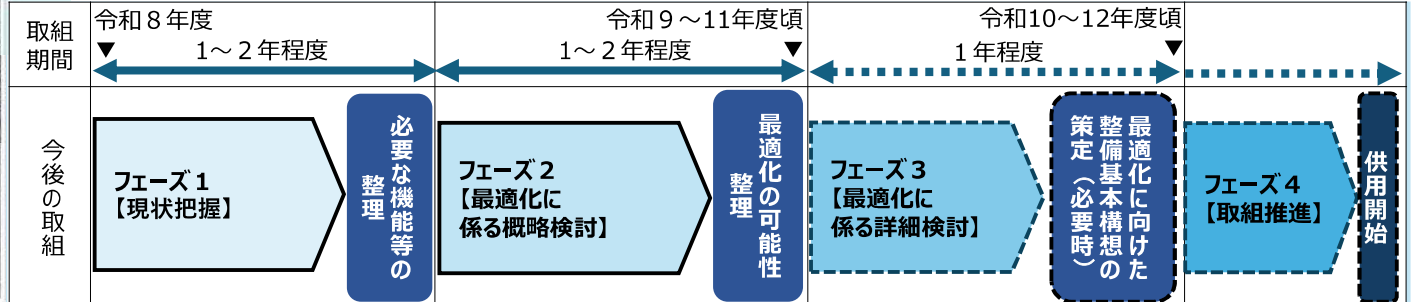 取組
期間
令和８年度
▼
1～２年程度
令和９～11年度頃
▼
1～２年程度
令和10～12年度頃
▼
１年程度
今後の取組
フェーズ１
【現状把握】
必要な機能等の
整理
フェーズ２
【最適化に
係る概略検討】
最適化の可能性
整理
フェーズ３
【最適化に
係る詳細検討】
最適化に向けた
整備基本構想の
策定（必要時）
フェーズ４
【取組推進】
供用開始